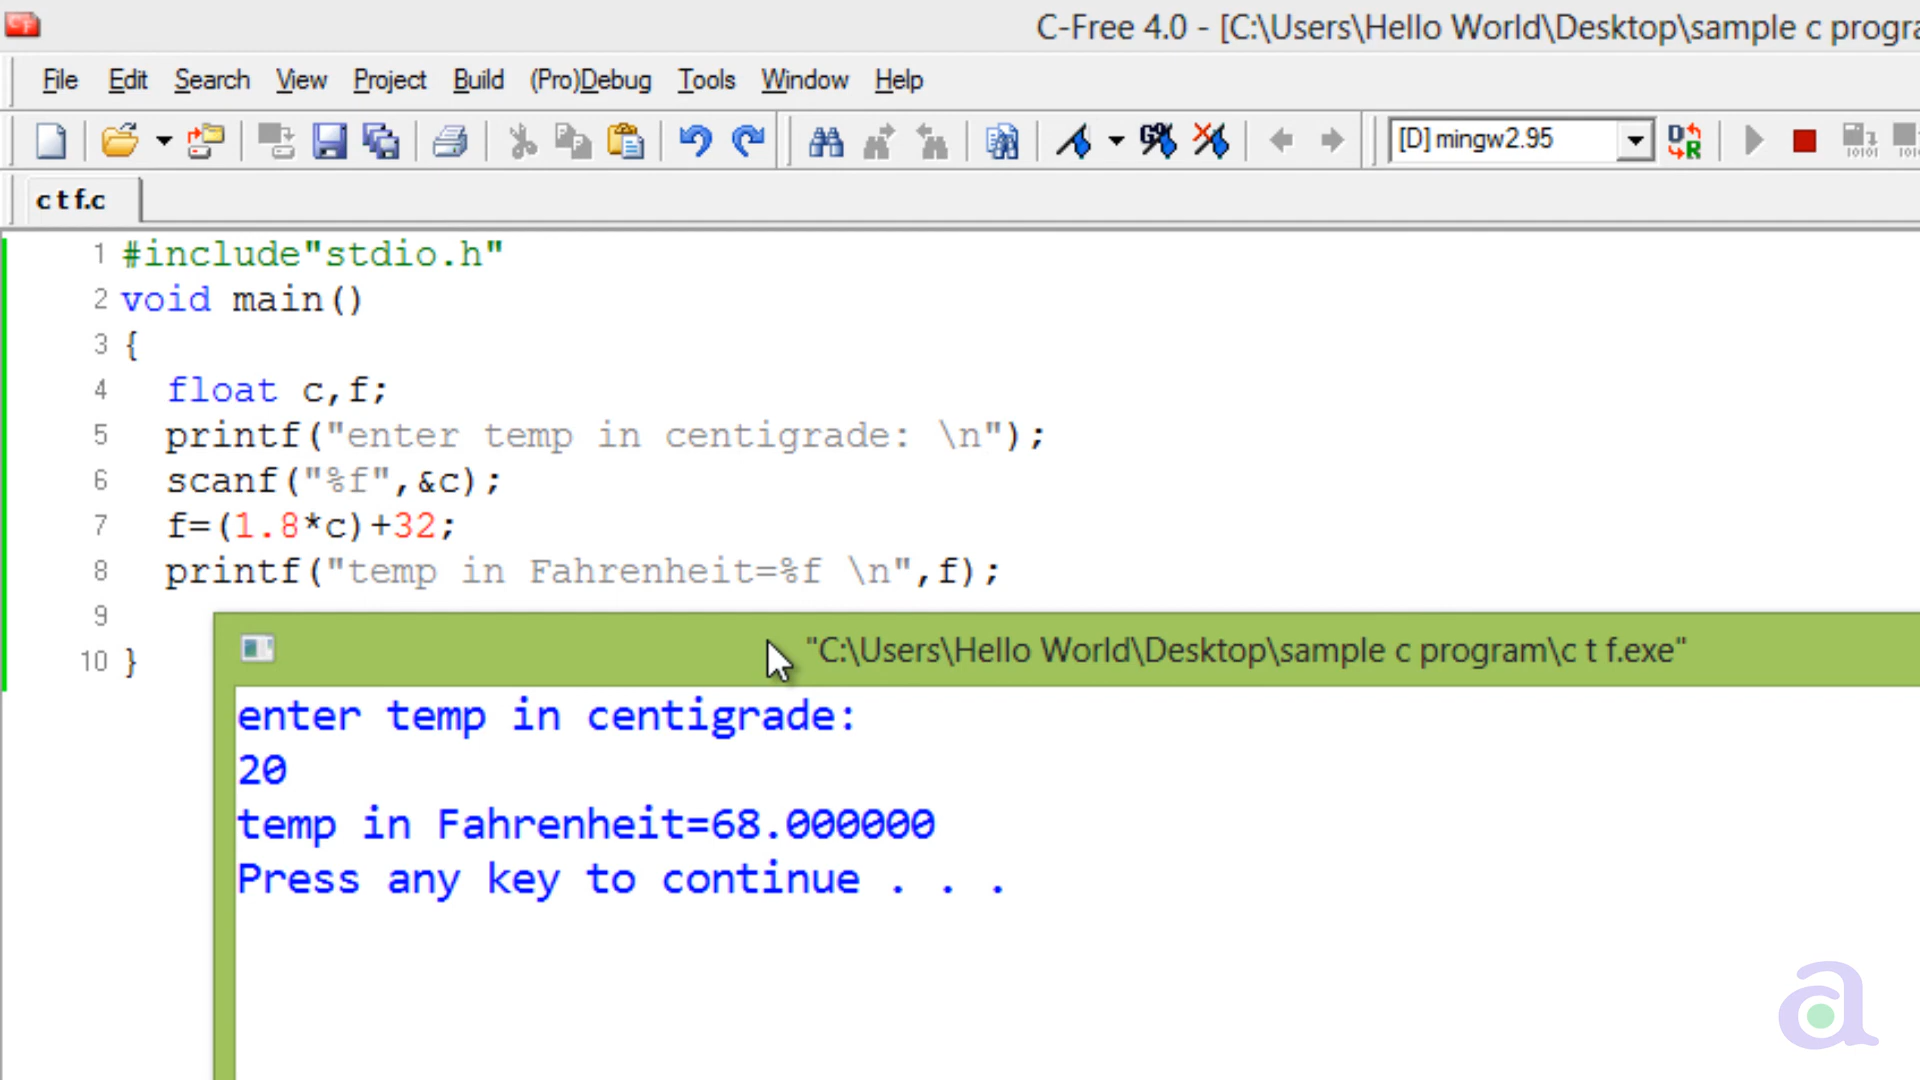 C-Free 4.0 - [C:\Users\Hello World\Desktop\sample c progra
File Edit Search View Project Build (Pro)Debug Tools Window Help
[D] mingw2.95
c t f.c
1 #include"stdio.h"
2 void main()
3 {
4 float c,f;
5 printf("enter temp in centigrade: \n");
6 scanf("%f",&c);
7 f=(1.8*c)+32;
8 printf("temp in Fahrenheit=%f \n",f);
9
10 }
"C:\Users\Hello World\Desktop\sample c program\c t f.exe"
enter temp in centigrade:
20
temp in Fahrenheit=68.000000
Press any key to continue . . .
a